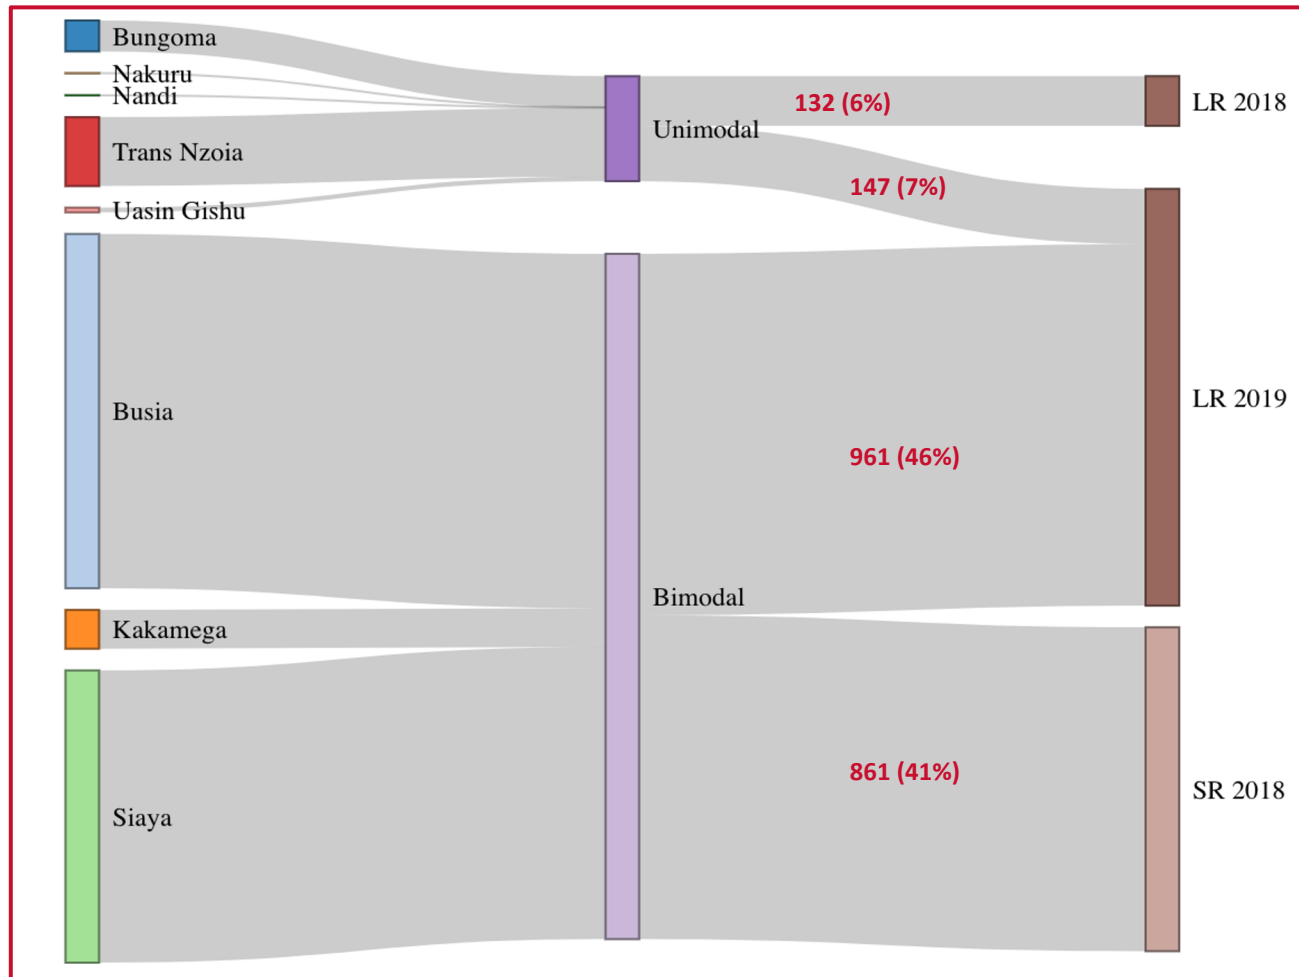 Bungoma
Nakuru
Nandi
Trans Nzoia
Uasin Gishu
Busia
Kakamega
Siaya
Unimodal
Bimodal
132 (6%)
147 (7%)
961 (46%)
861 (41%)
LR 2018
LR 2019
SR 2018